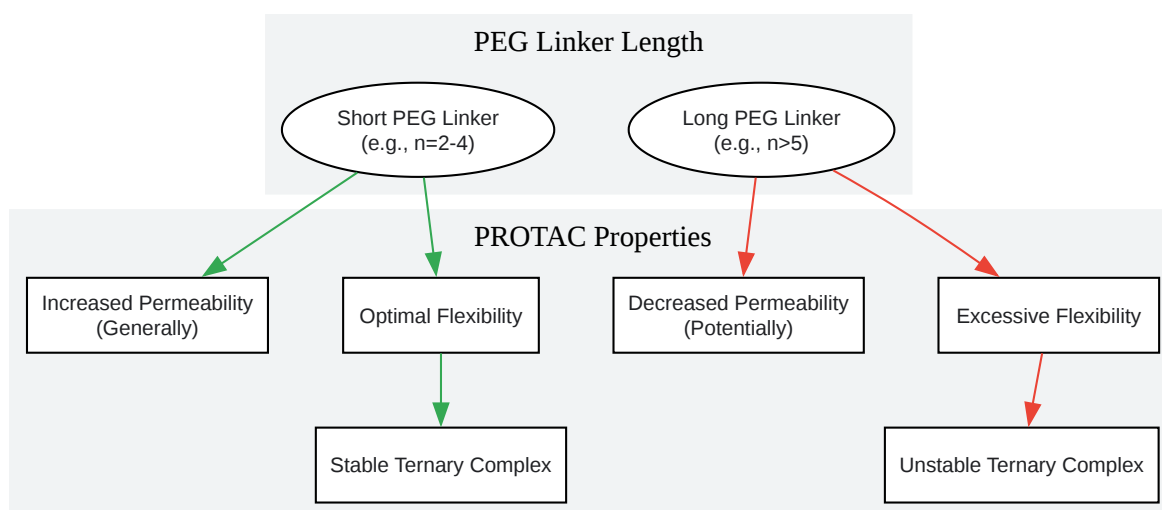 PEG Linker Length
Short PEG Linker
(e.g., n=2-4)
Long PEG Linker
(e.g., n>5)
PROTAC Properties
Increased Permeability
(Generally)
Optimal Flexibility
Decreased Permeability
(Potentially)
Excessive Flexibility
Stable Ternary Complex
Unstable Ternary Complex